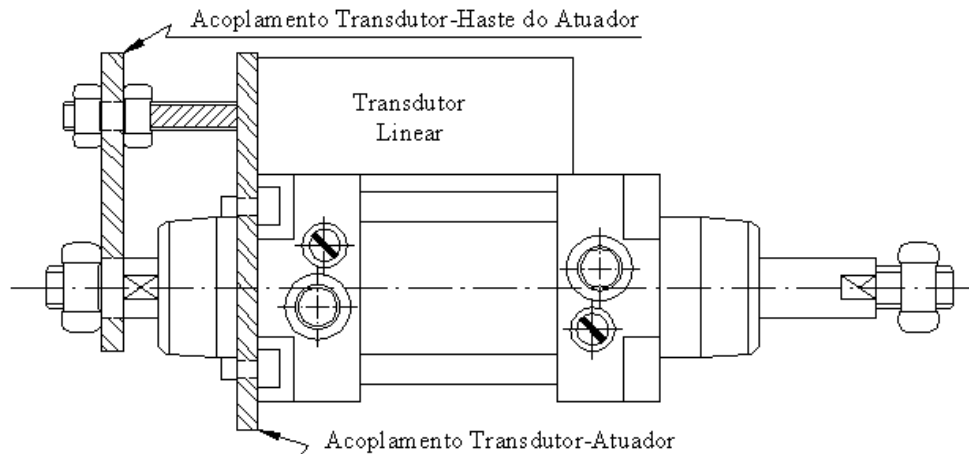 Acoplamento Transdutor-Haste do Atuador
Transdutor
Linear
Acoplamento Transdutor-Atuador